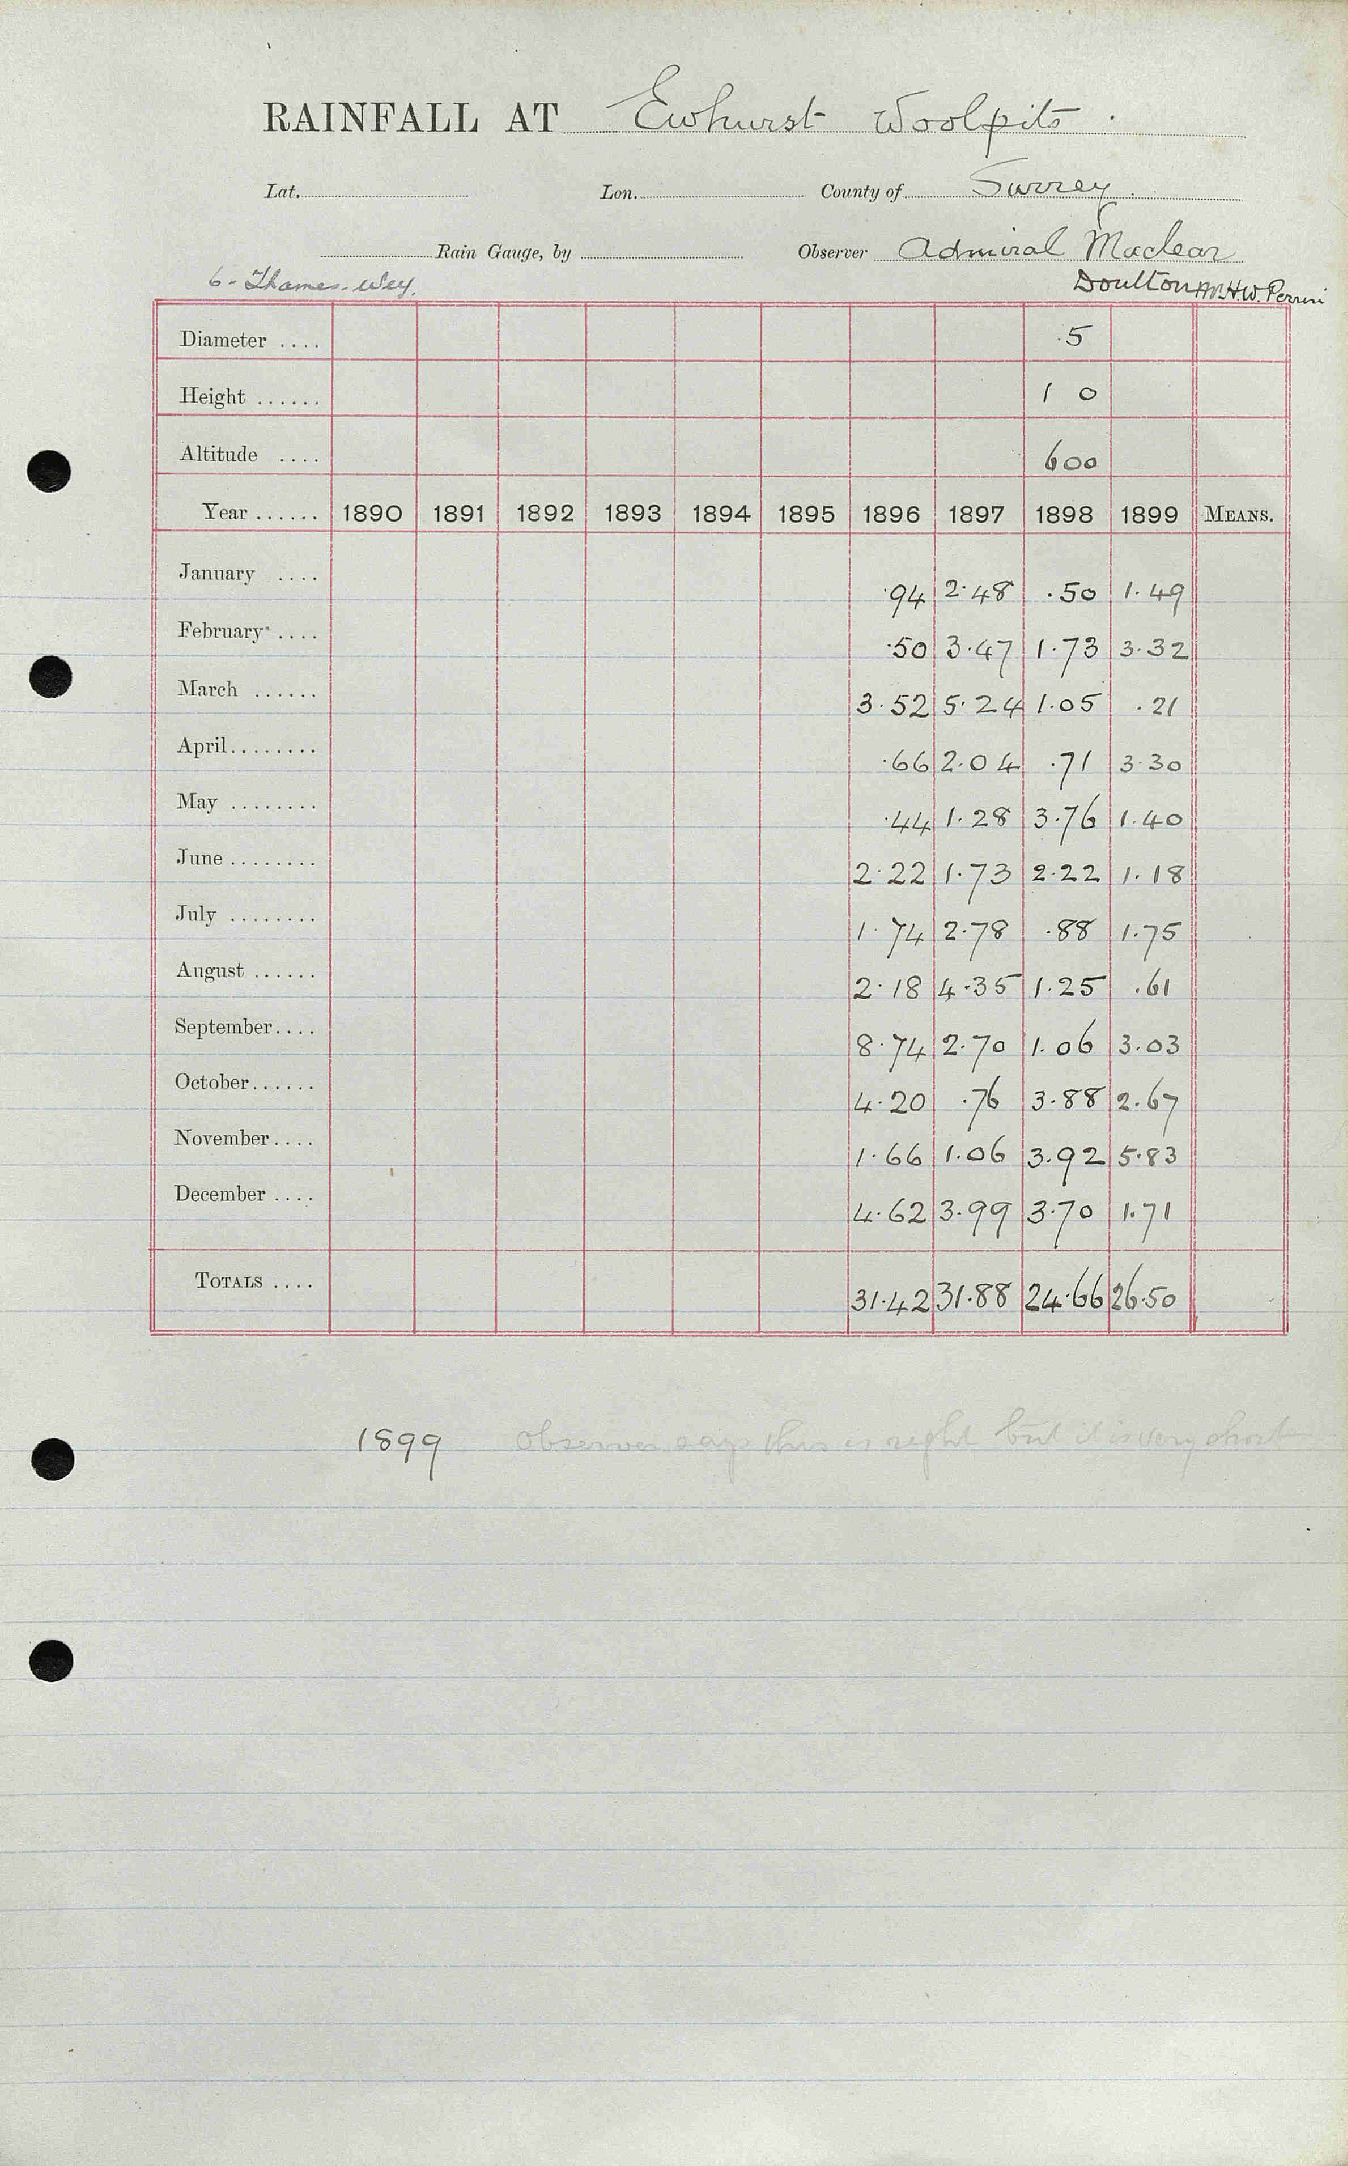 RAINFALL AT Ewhurst Woolpits.
Lat. Lon. County of Surrey.
Rain Gauge, by Observer Admiral Maclear
6 - Thames - Wey. Doulton H.W.
Diameter .... 5
Height ...... 1 0
Altitude .... 600
Year ...... 1890 1891 1892 1893 1894 1895 1896 1897 1898 1899 MEANS.
January .... .94 2.48 .50 1.49
February .... .50 3.47 1.73 3.32
March ...... 3.52 5.24 1.05 .21
April........ .66 2.04 .71 3.30
May ........ .44 1.28 3.76 1.40
June ........ 2.22 1.73 2.22 1.18
July ........ 1.74 2.78 .88 1.75
August ...... 2.18 4.35 1.25 .61
September.... 8.74 2.70 1.06 3.03
October...... 4.20 .76 3.88 2.67
November.... 1.66 1.06 3.92 5.83
December .... 4.62 3.99 3.70 1.71
TOTALS .... 31.42 31.88 24.66 26.50
1899 observer says this is right but it very short